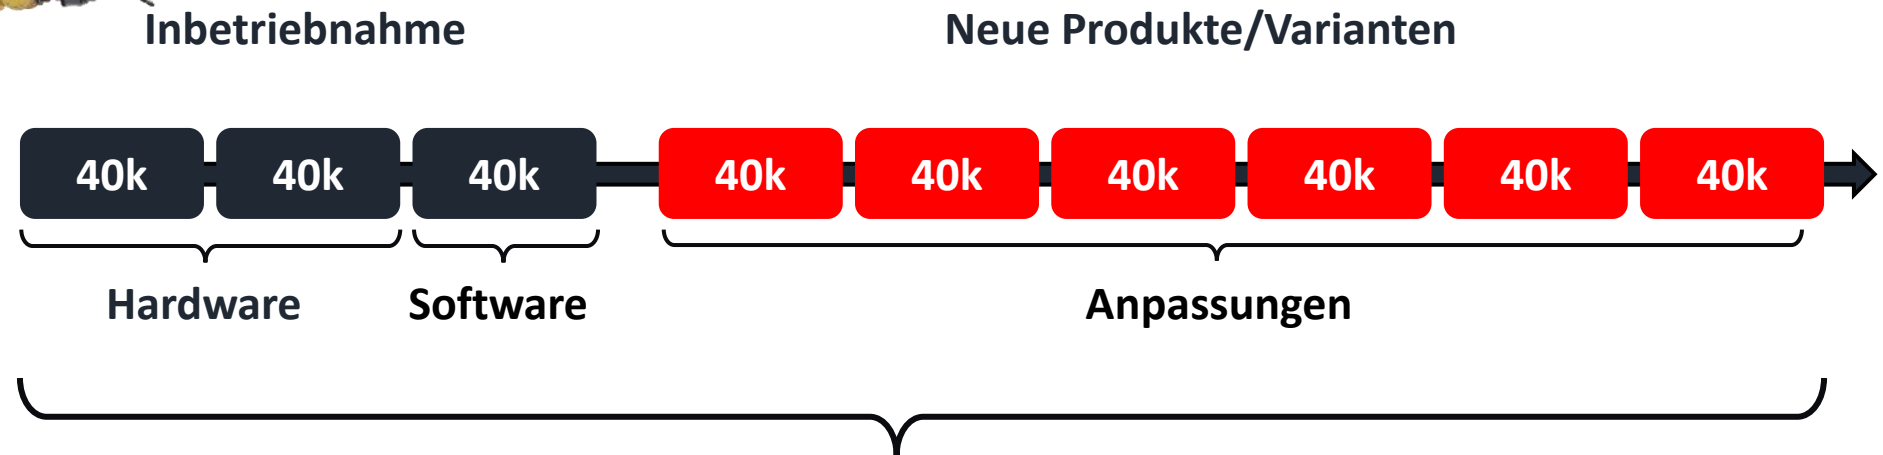 Inbetriebnahme
Neue Produkte/Varianten
40k 40k 40k 40k 40k 40k 40k 40k 40k
Hardware
Software
Anpassungen